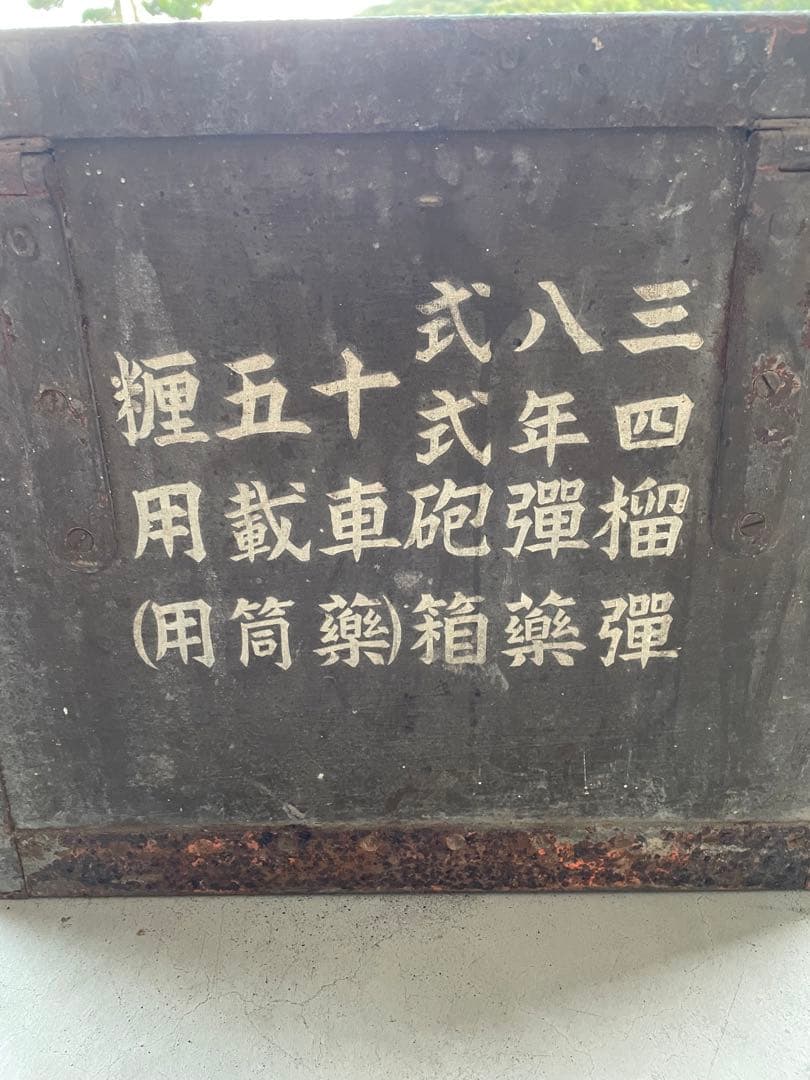 三八式
四年式
十五糎
榴彈砲車載用
彈藥箱(藥筒用)